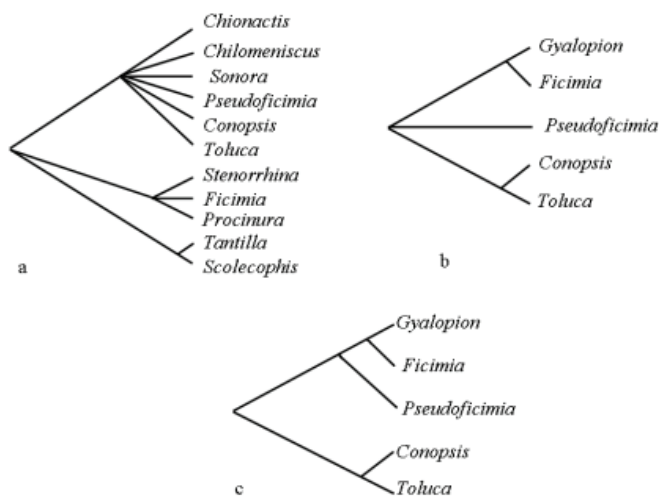 Chionactis
Chilomeniscus
Sonora
Pseudoficimia
Conopsis
Toluca
Stenorrhina
Ficimia
Procinura
Tantilla
Scolecophis
a
Gyalopion
Ficimia
Pseudoficimia
Conopsis
Toluca
b
Gyalopion
Ficimia
Pseudoficimia
Conopsis
Toluca
c